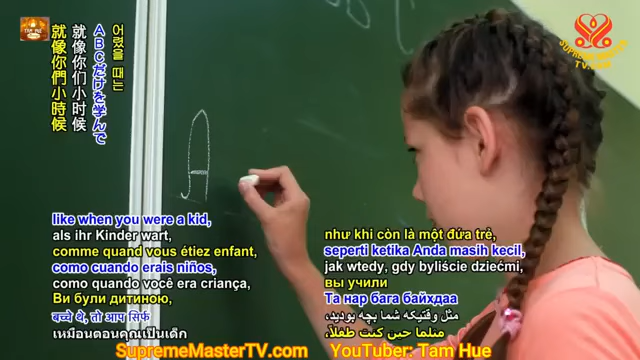 어렸을 때는
ABCだけを学んで
就像你们小时候
就像你們小時候
SUPREME MASTER
TV.com
A
like when you were a kid,
als ihr Kinder wart,
comme quand vous étiez enfant,
como cuando erais niños,
como quando você era criança,
Ви були дитиною,
बच्चे थे, तो आप सिर्फ
เหมือนตอนคุณเป็นเด็ก
như khi còn là một đứa trẻ,
seperti ketika Anda masih kecil,
jak wtedy, gdy byliście dziećmi,
вы учили
Та нар бага байхдаа
مثل وقتیکه شما بچه بودید،
مثلما حين كنت طفلاً،
SupremeMasterTV.com
YouTuber: Tam Hue